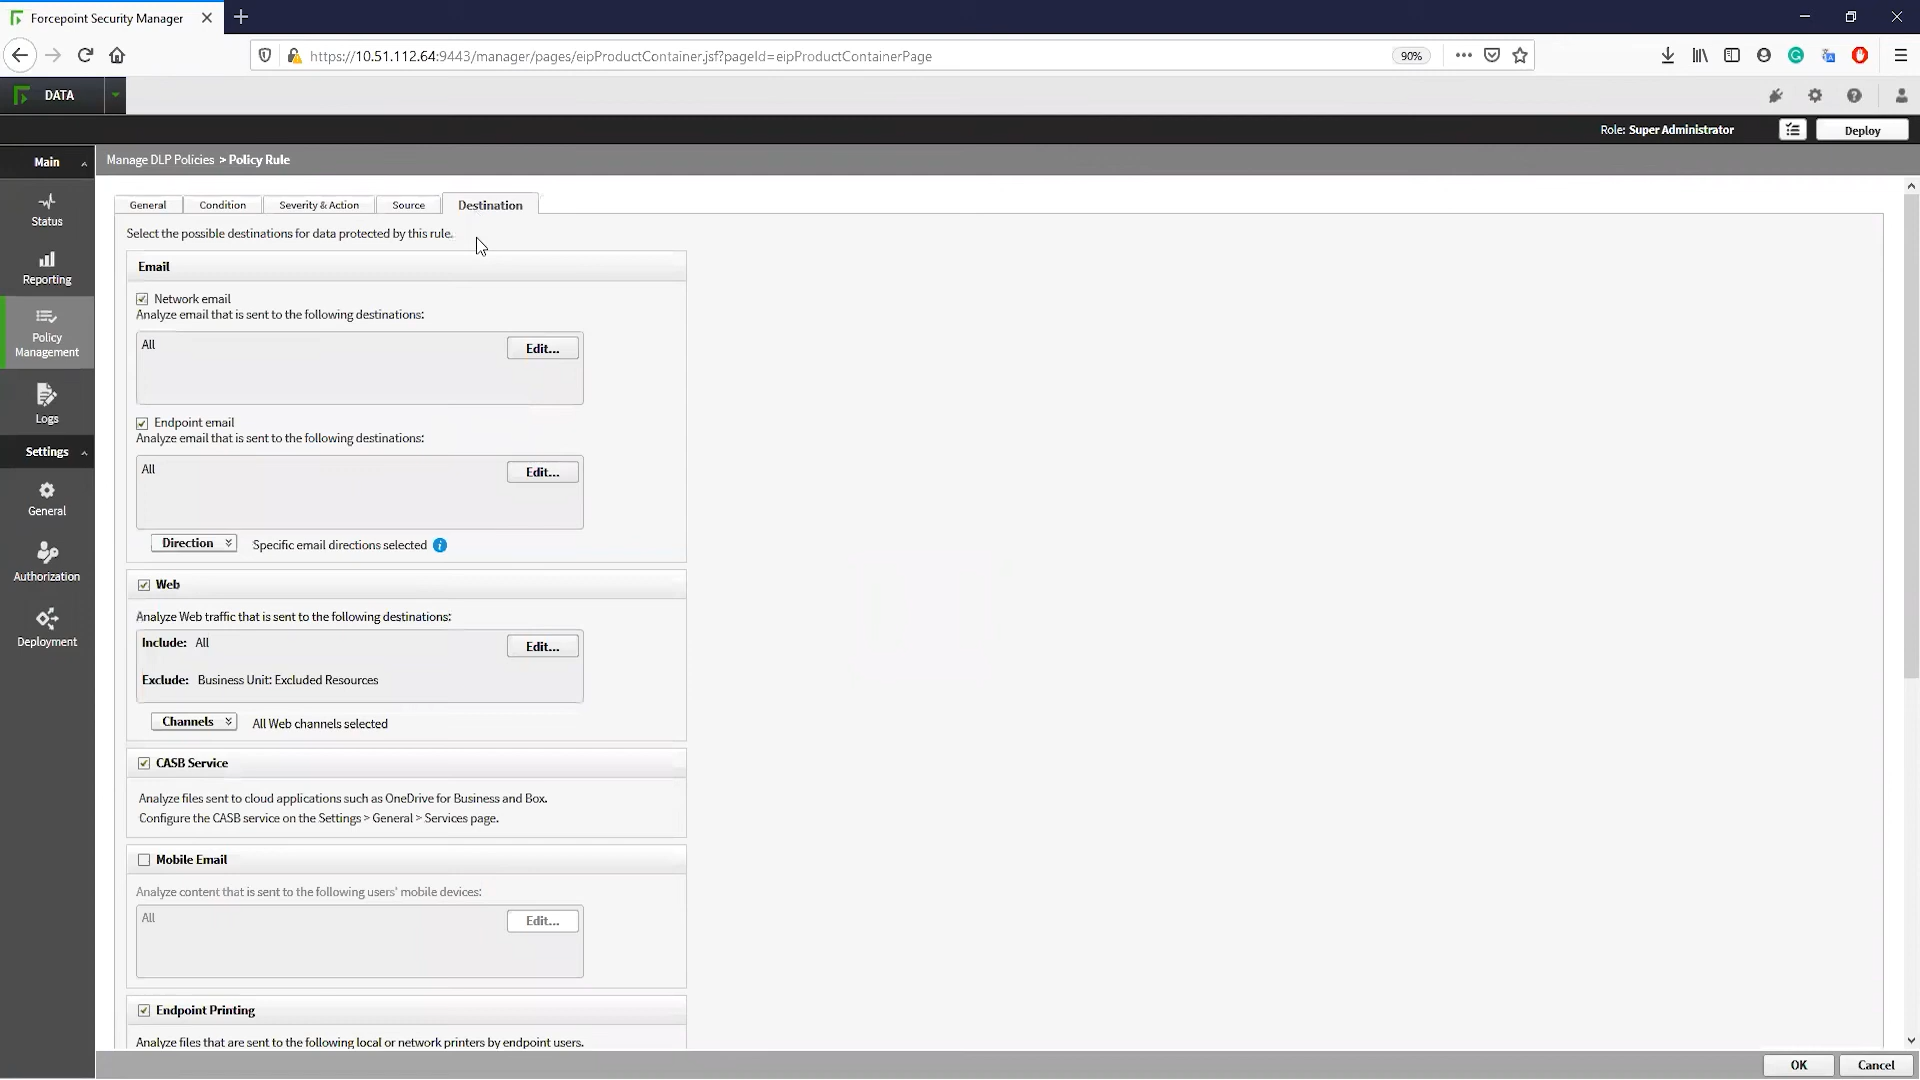 Forcepoint Security Manager
https://10.51.112.64:9443/manager/pages/eipProductContainer.jsf?pageId=eipProductContainerPage
90%
DATA
Role: Super Administrator
Deploy
Main
Manage DLP Policies > Policy Rule
Status
Reporting
Policy
Management
Logs
Settings
General
Authorization
Deployment
General
Condition
Severity & Action
Source
Destination
Select the possible destinations for data protected by this rule.
Email
Network email
Analyze email that is sent to the following destinations:
All
Edit...
Endpoint email
Analyze email that is sent to the following destinations:
All
Edit...
Direction
Specific email directions selected
Web
Analyze Web traffic that is sent to the following destinations:
Include: All
Edit...
Exclude: Business Unit: Excluded Resources
Channels
All Web channels selected
CASB Service
Analyze files sent to cloud applications such as OneDrive for Business and Box.
Configure the CASB service on the Settings > General > Services page.
Mobile Email
Analyze content that is sent to the following users' mobile devices:
All
Edit...
Endpoint Printing
Analyze files that are sent to the following local or network printers by endpoint users.
OK
Cancel